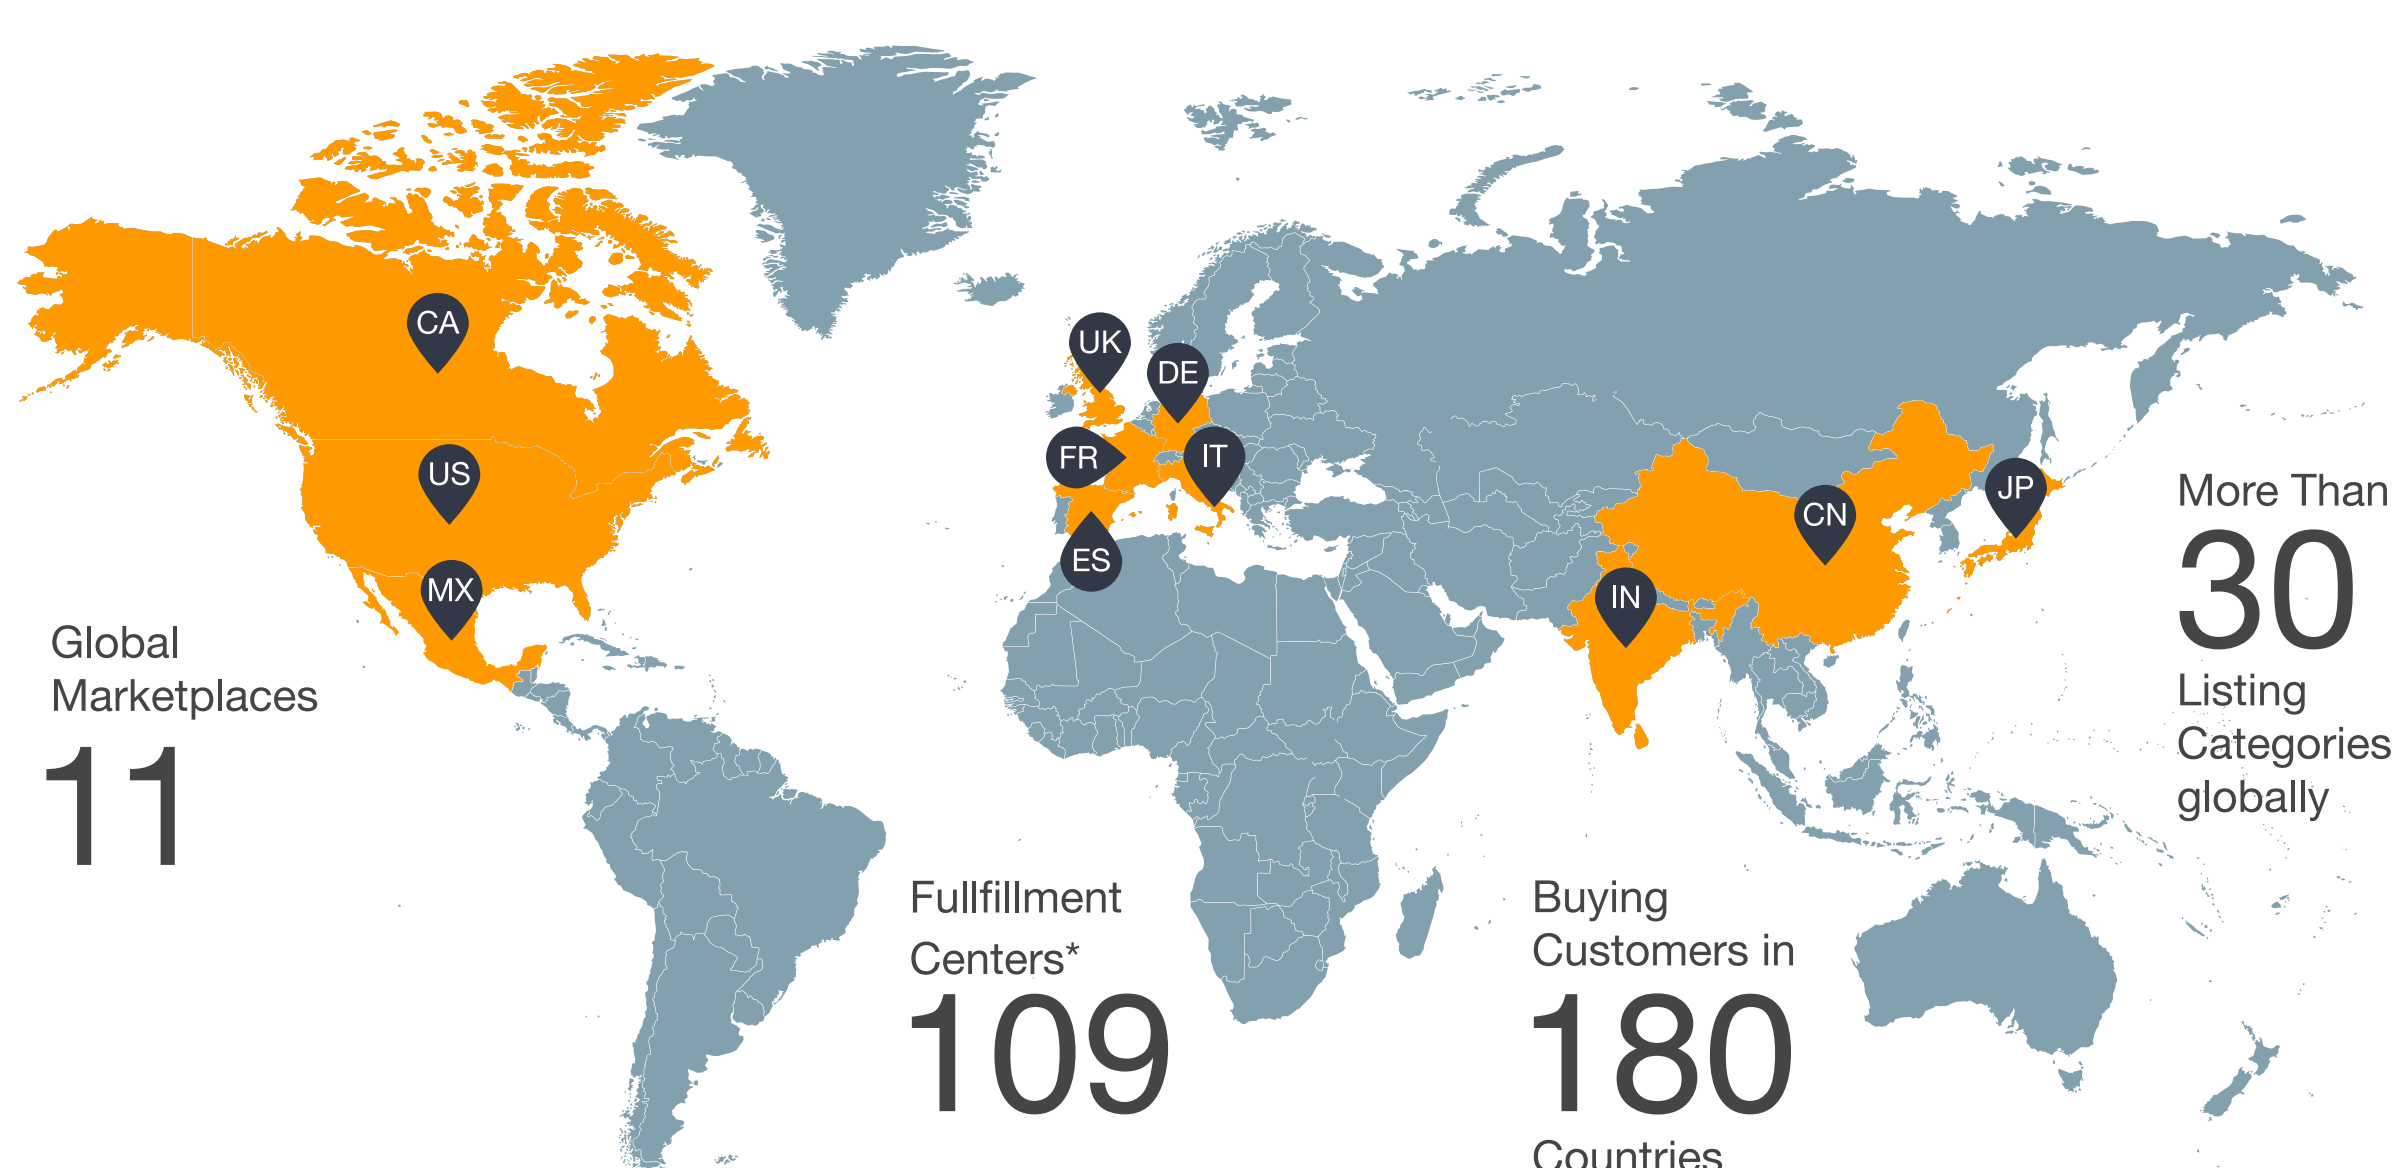 CA
US
MX
UK
DE
FR
IT
ES
CN
JP
IN
Global
Marketplaces
11
Fullfillment
Centers*
109
Buying
Customers in
180
Countries
More Than
30
Listing
Categories
globally